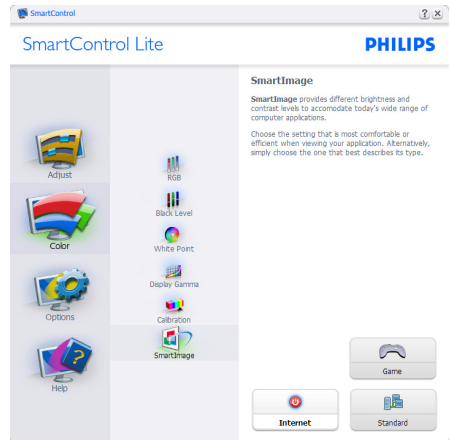 SmartControl
? x
SmartControl Lite
PHILIPS
Adjust
Color
Options
Help
RGB
Black Level
White Point
Display Gamma
Calibration
SmartImage
SmartImage
SmartImage provides different brightness and
contrast levels to accomodate today's wide range of
computer applications.
Choose the setting that is most comfortable or
efficient when viewing your application. Alternatively,
simply choose the one that best describes its type.
Game
Internet
Standard